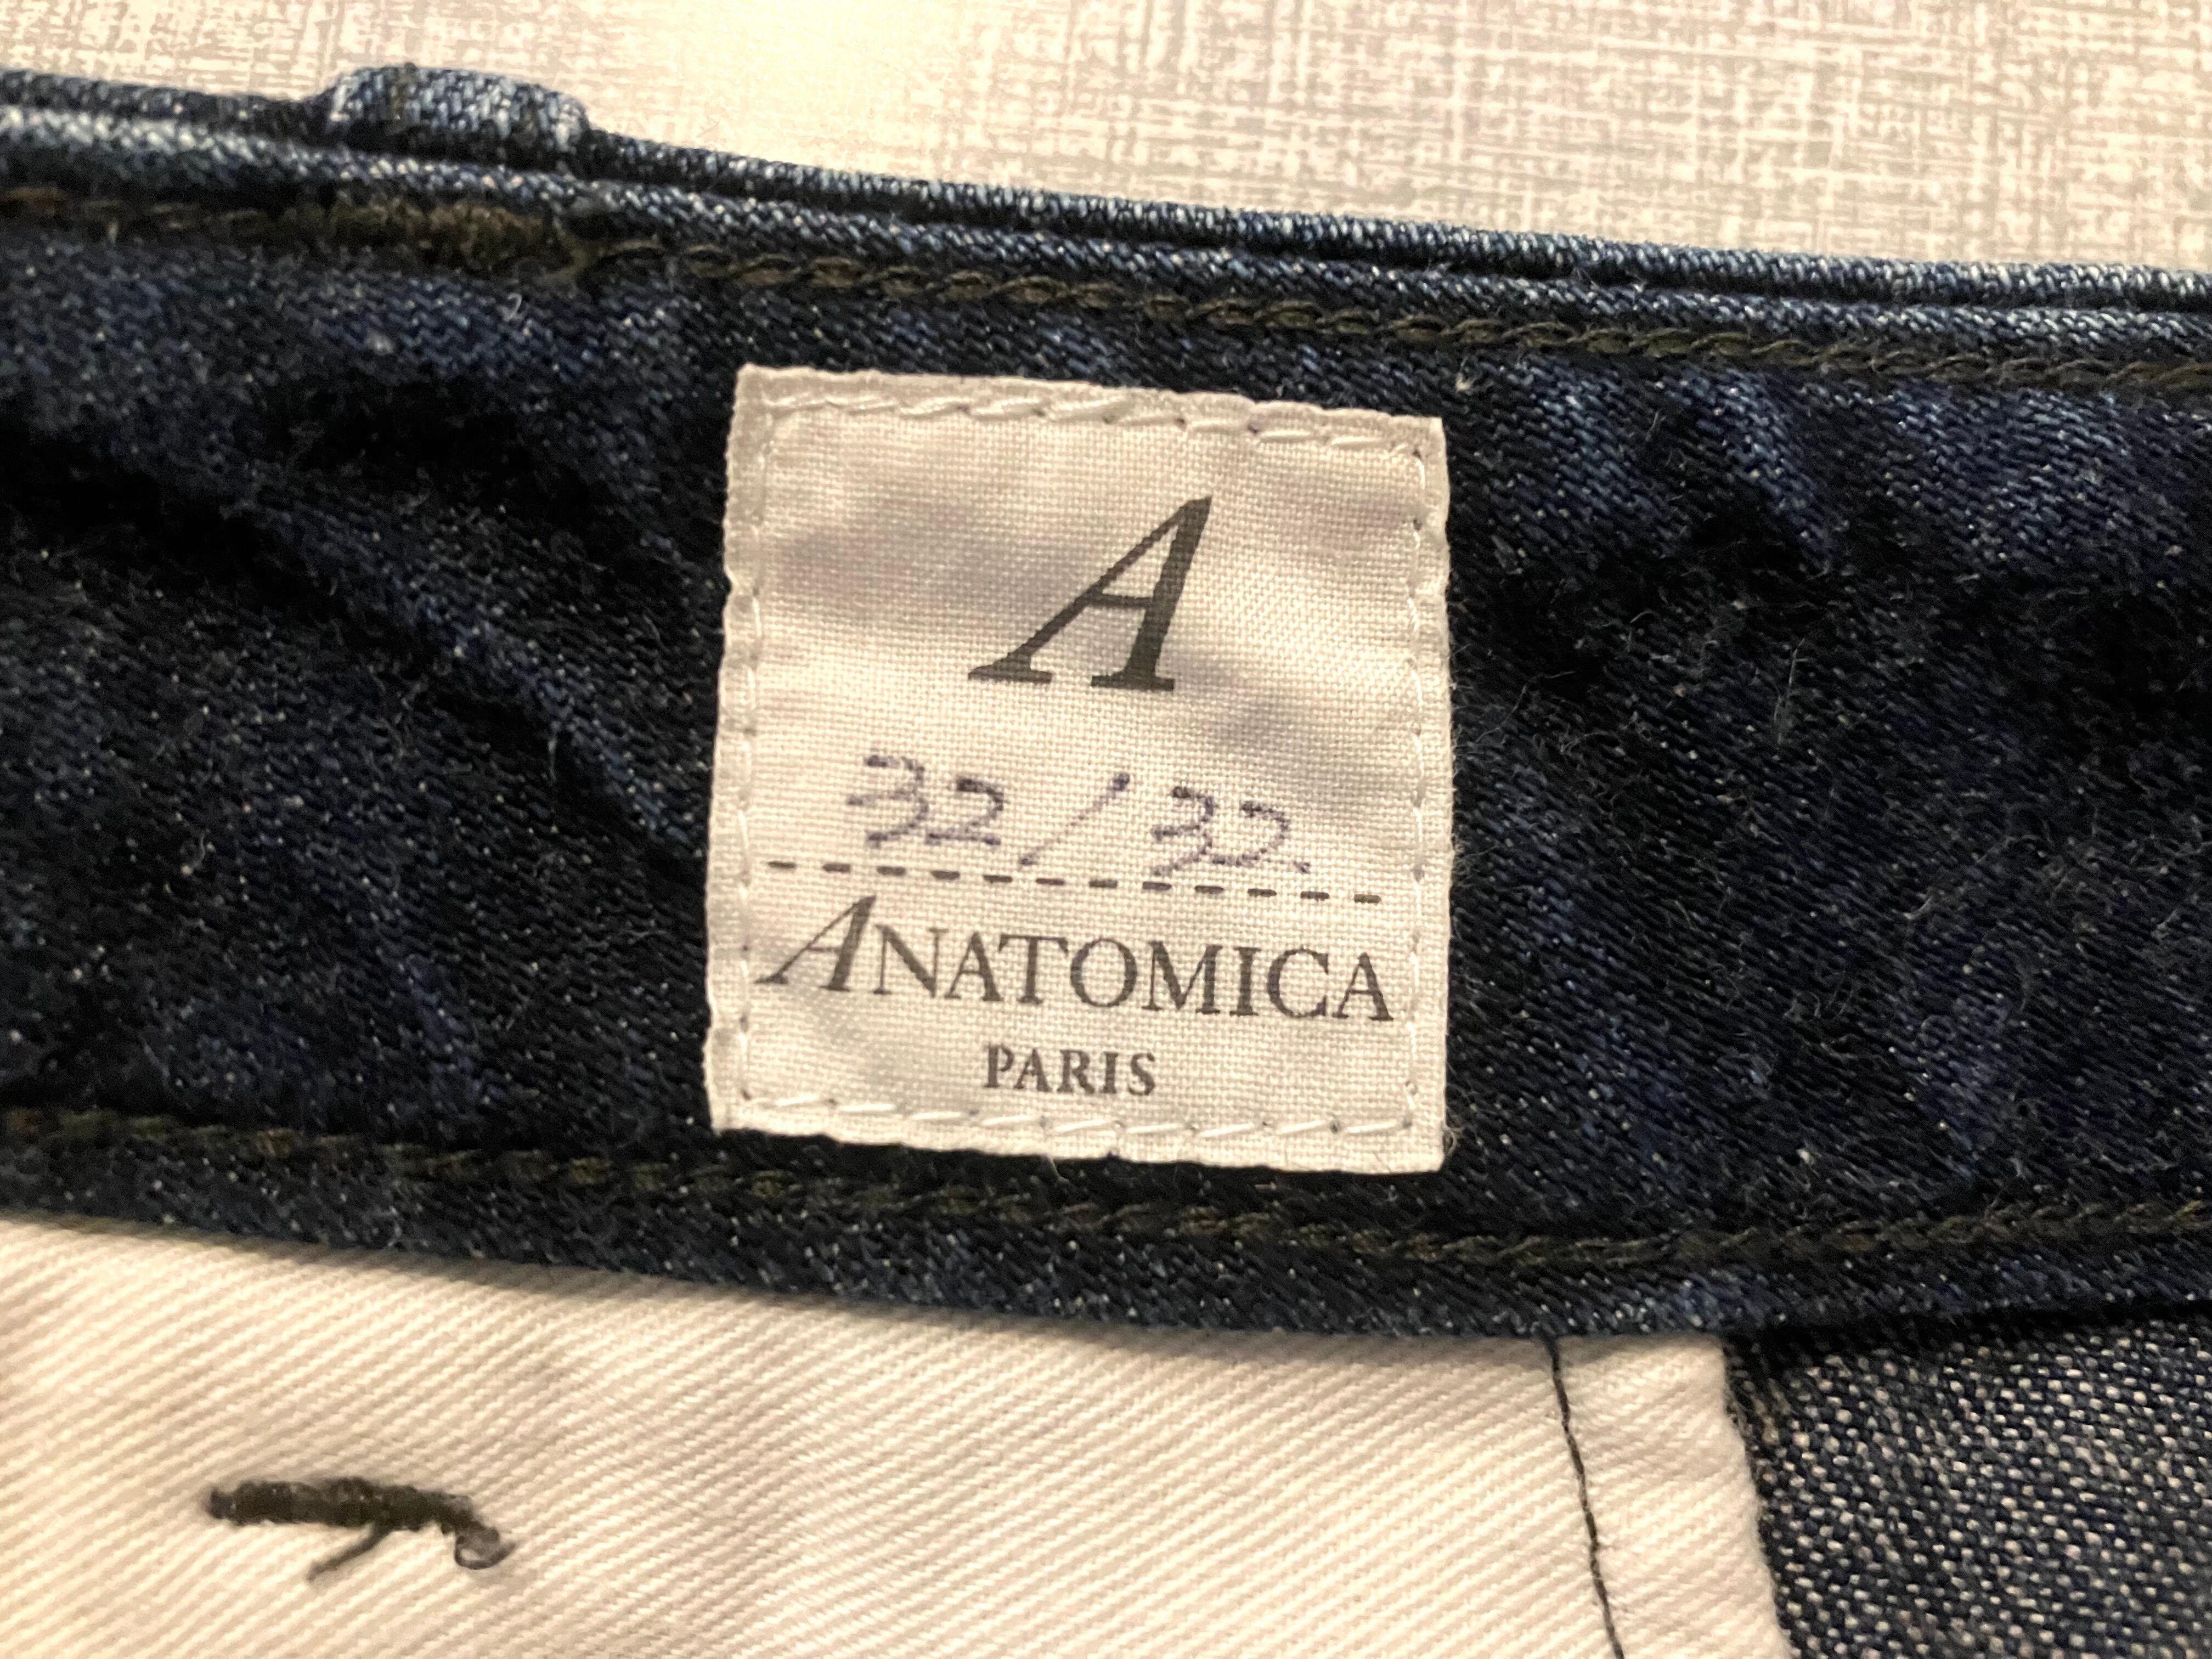 A
32/32.
ANATOMICA
PARIS